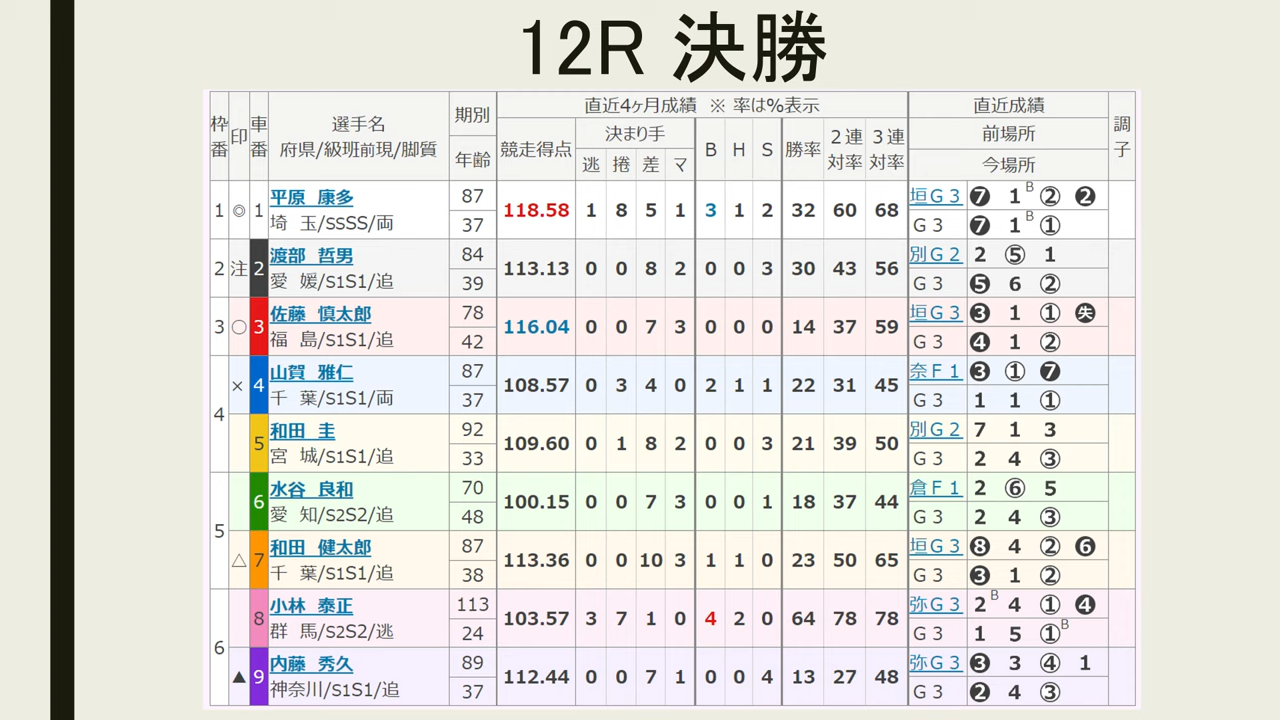 12R 決勝
枠番 印 車番 選手名 府県/級班前現/脚質 期別 年齢 直近4ヶ月成績 ※ 率は%表示 直近成績 調子
競走得点 決まり手 B H S 勝率 2連対率 3連対率 前場所
逃 捲 差 マ 今場所
1 ◎ 1 平原 康多 87 118.58 1 8 5 1 3 1 2 32 60 68 垣G3 ❼ 1B ② ❷
埼 玉/SSSS/両 37 G3 ❼ 1B ①
2 注 2 渡部 哲男 84 113.13 0 0 8 2 0 0 3 30 43 56 別G2 2 ⑤ 1
愛 媛/S1S1/追 39 G3 ❺ 6 ②
3 ○ 3 佐藤 慎太郎 78 116.04 0 0 7 3 0 0 0 14 37 59 垣G3 ❸ 1 ① 失
福 島/S1S1/追 42 G3 ❹ 1 ②
4 × 4 山賀 雅仁 87 108.57 0 3 4 0 2 1 1 22 31 45 奈F1 ❸ ① ❼
千 葉/S1S1/両 37 G3 1 1 ①
5 和田 圭 92 109.60 0 1 8 2 0 0 3 21 39 50 別G2 7 1 3
宮 城/S1S1/追 33 G3 2 4 ③
5 6 水谷 良和 70 100.15 0 0 7 3 0 0 1 18 37 44 倉F1 2 ⑥ 5
愛 知/S2S2/追 48 G3 2 4 ③
△ 7 和田 健太郎 87 113.36 0 0 10 3 1 1 0 23 50 65 垣G3 ❽ 4 ② ❻
千 葉/S1S1/追 38 G3 ❸ 1 ②
6 8 小林 泰正 113 103.57 3 7 1 0 4 2 0 64 78 78 弥G3 2B 4 ① ❹
群 馬/S2S2/逃 24 G3 1 5 ①B
▲ 9 内藤 秀久 89 112.44 0 0 7 1 0 0 4 13 27 48 弥G3 ❸ 3 ④ 1
神奈川/S1S1/追 37 G3 ❷ 4 ③